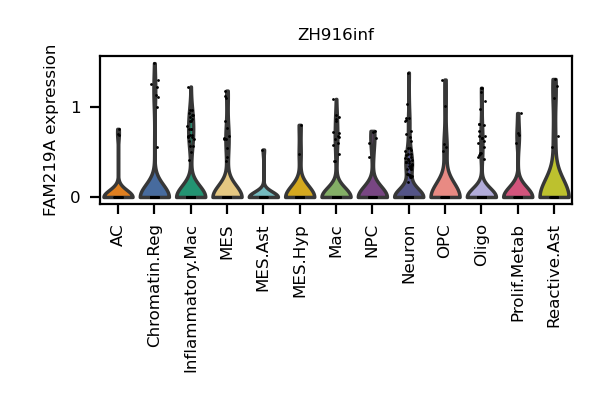 ZH916inf
FAM219A expression
1
0
AC
Chromatin.Reg
Inflammatory.Mac
MES
MES.Ast
MES.Hyp
Mac
NPC
Neuron
OPC
Oligo
Prolif.Metab
Reactive.Ast